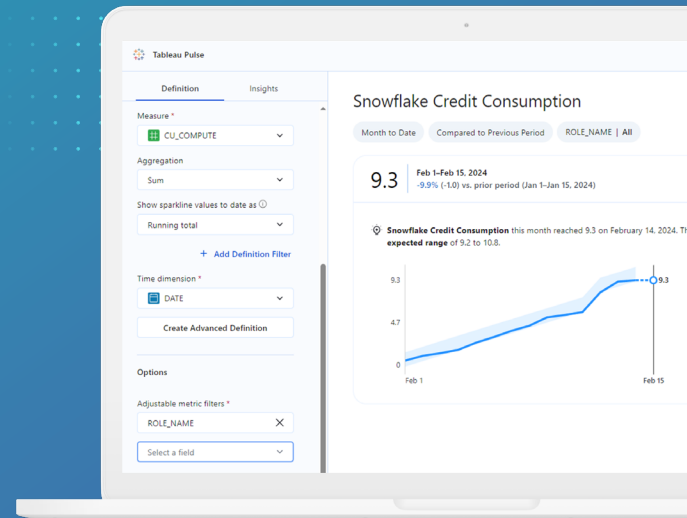 Tableau Pulse
Definition
Insights
Measure *
CU_COMPUTE
Aggregation
Sum
Show sparkline values to date as
Running total
+ Add Definition Filter
Time dimension *
DATE
Create Advanced Definition
Options
Adjustable metric filters *
ROLE_NAME
Select a field
Snowflake Credit Consumption
Month to Date
Compared to Previous Period
ROLE_NAME | All
9.3
Feb 1–Feb 15, 2024
-9.9% (-1.0) vs. prior period (Jan 1–Jan 15, 2024)
Snowflake Credit Consumption this month reached 9.3 on February 14, 2024. Th
expected range of 9.2 to 10.8.
9.3
9.3
4.7
0
Feb 1
Feb 15